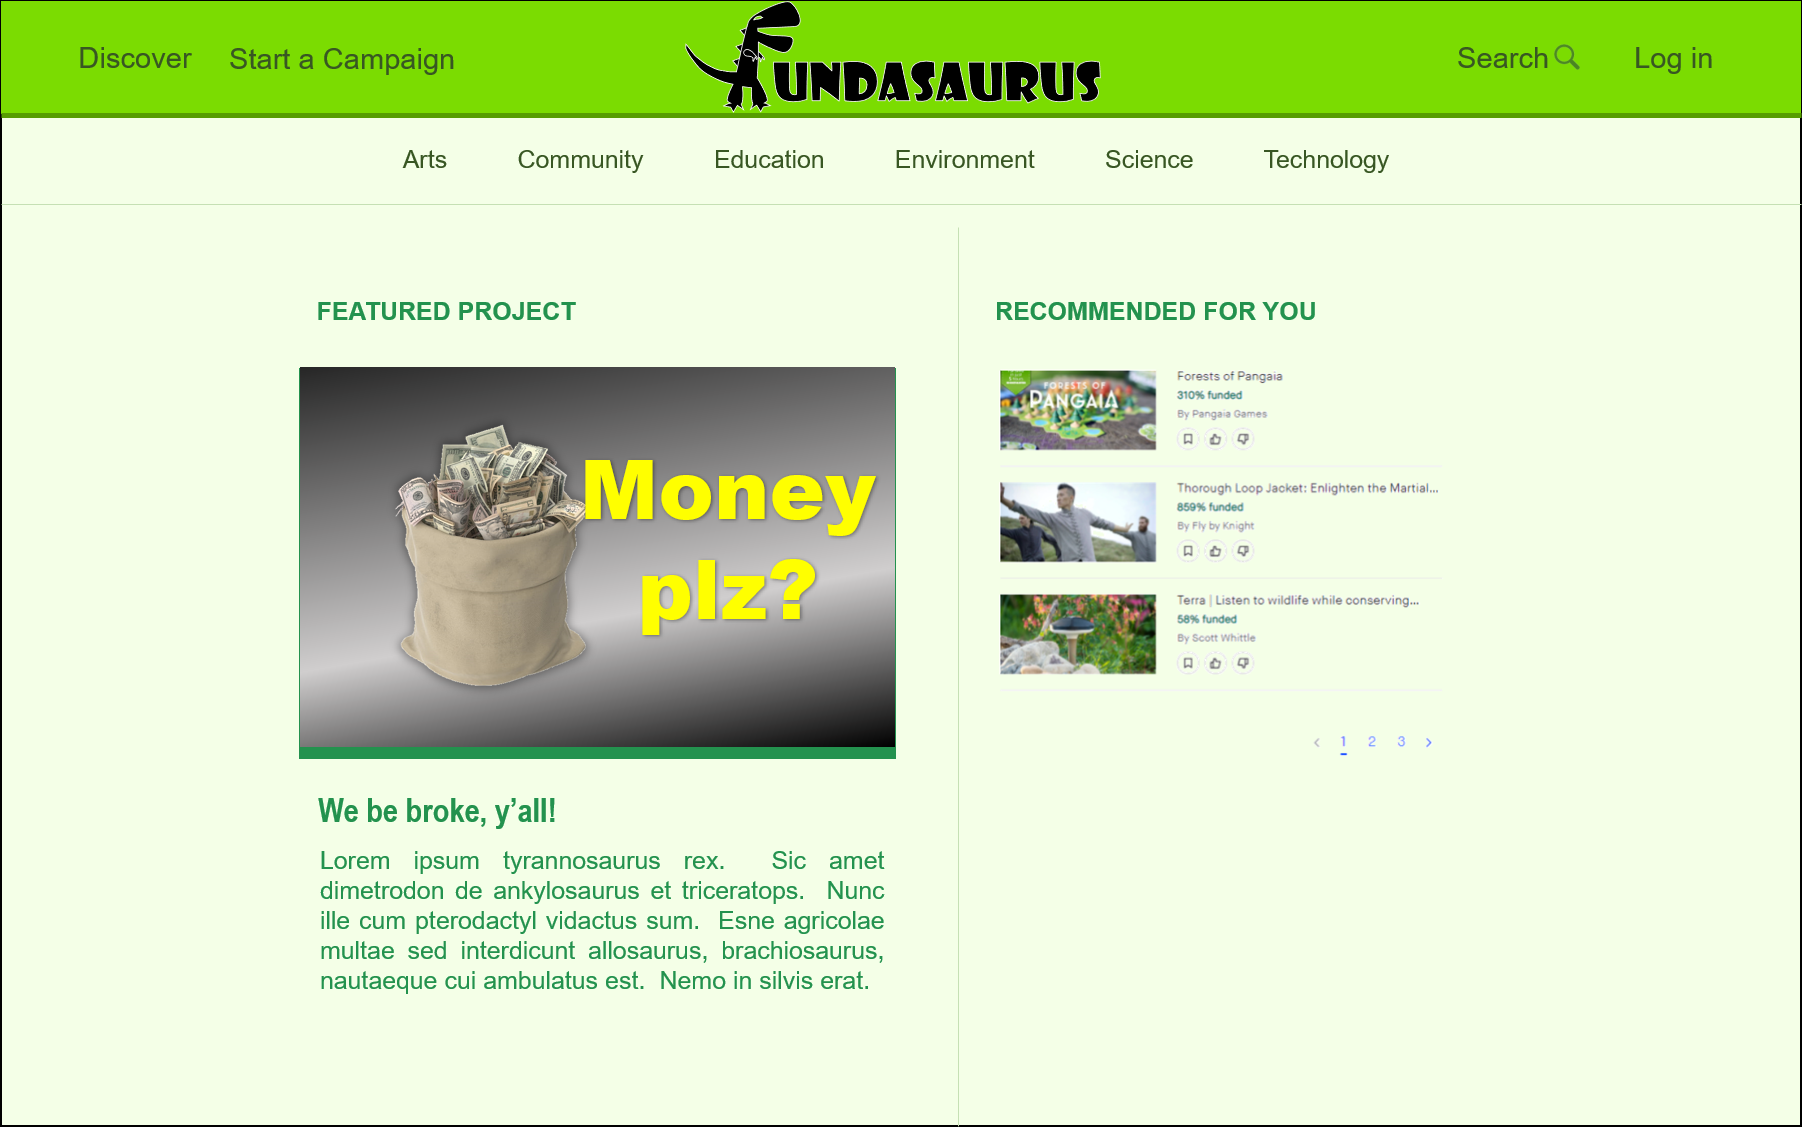 Discover
Start a Campaign
FUNDASAURUS
Search
Log in
Arts
Community
Education
Environment
Science
Technology
FEATURED PROJECT
Money
plz?
We be broke, y’all!
Lorem ipsum tyrannosaurus rex. Sic amet
dimetrodon de ankylosaurus et triceratops. Nunc
ille cum pterodactyl vidactus sum. Esne agricolae
multae sed interdicunt allosaurus, brachiosaurus,
nautaeque cui ambulatus est. Nemo in silvis erat.
RECOMMENDED FOR YOU
FORESTS OF
PANGAIA
Forests of Pangaia
310% funded
By Pangaia Games
Thorough Loop Jacket: Enlighten the Martial...
859% funded
By Fly by Knight
Terra | Listen to wildlife while conserving...
58% funded
By Scott Whittle
‹ 1 2 3 ›